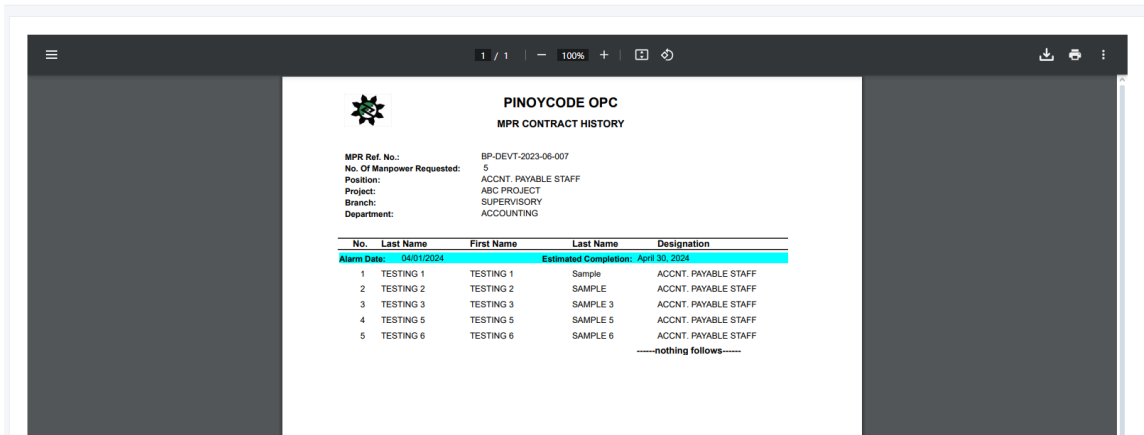 1 / 1 | − 100% + |
PINOYCODE OPC
MPR CONTRACT HISTORY
MPR Ref. No.: BP-DEVT-2023-06-007
No. Of Manpower Requested: 5
Position: ACCNT. PAYABLE STAFF
Project: ABC PROJECT
Branch: SUPERVISORY
Department: ACCOUNTING
No. Last Name First Name Last Name Designation
Alarm Date: 04/01/2024 Estimated Completion: April 30, 2024
1 TESTING 1 TESTING 1 Sample ACCNT. PAYABLE STAFF
2 TESTING 2 TESTING 2 SAMPLE ACCNT. PAYABLE STAFF
3 TESTING 3 TESTING 3 SAMPLE 3 ACCNT. PAYABLE STAFF
4 TESTING 5 TESTING 5 SAMPLE 5 ACCNT. PAYABLE STAFF
5 TESTING 6 TESTING 6 SAMPLE 6 ACCNT. PAYABLE STAFF
------nothing follows------